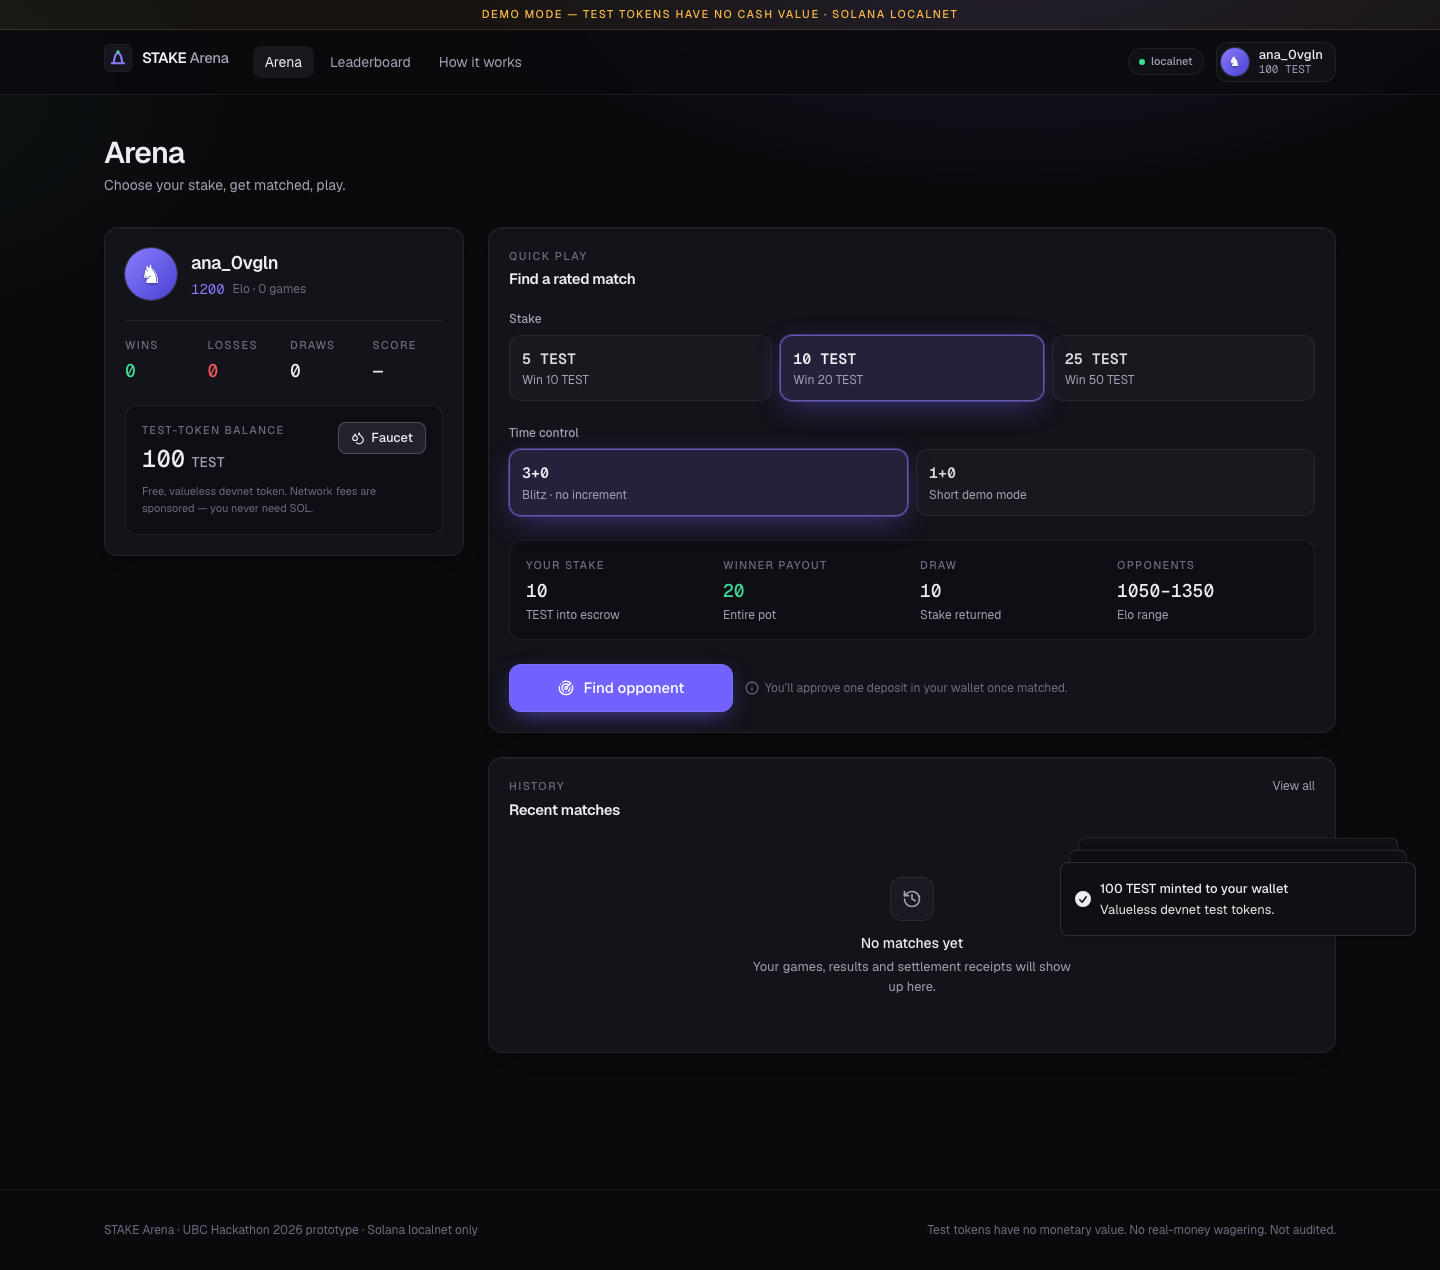 DEMO MODE — TEST TOKENS HAVE NO CASH VALUE · SOLANA LOCALNET
STAKE Arena
Arena
Leaderboard
How it works
localnet
ana_0vgln
100 TEST
Arena
Choose your stake, get matched, play.
ana_0vgln
1200 Elo · 0 games
WINS LOSSES DRAWS SCORE
0 0 0 —
TEST-TOKEN BALANCE
100 TEST
Faucet
Free, valueless devnet token. Network fees are
sponsored — you never need SOL.
QUICK PLAY
Find a rated match
Stake
5 TEST
Win 10 TEST
10 TEST
Win 20 TEST
25 TEST
Win 50 TEST
Time control
3+0
Blitz · no increment
1+0
Short demo mode
YOUR STAKE
10
TEST into escrow
WINNER PAYOUT
20
Entire pot
DRAW
10
Stake returned
OPPONENTS
1050–1350
Elo range
Find opponent
You'll approve one deposit in your wallet once matched.
HISTORY
View all
Recent matches
100 TEST minted to your wallet
Valueless devnet test tokens.
No matches yet
Your games, results and settlement receipts will show
up here.
STAKE Arena · UBC Hackathon 2026 prototype · Solana localnet only
Test tokens have no monetary value. No real-money wagering. Not audited.